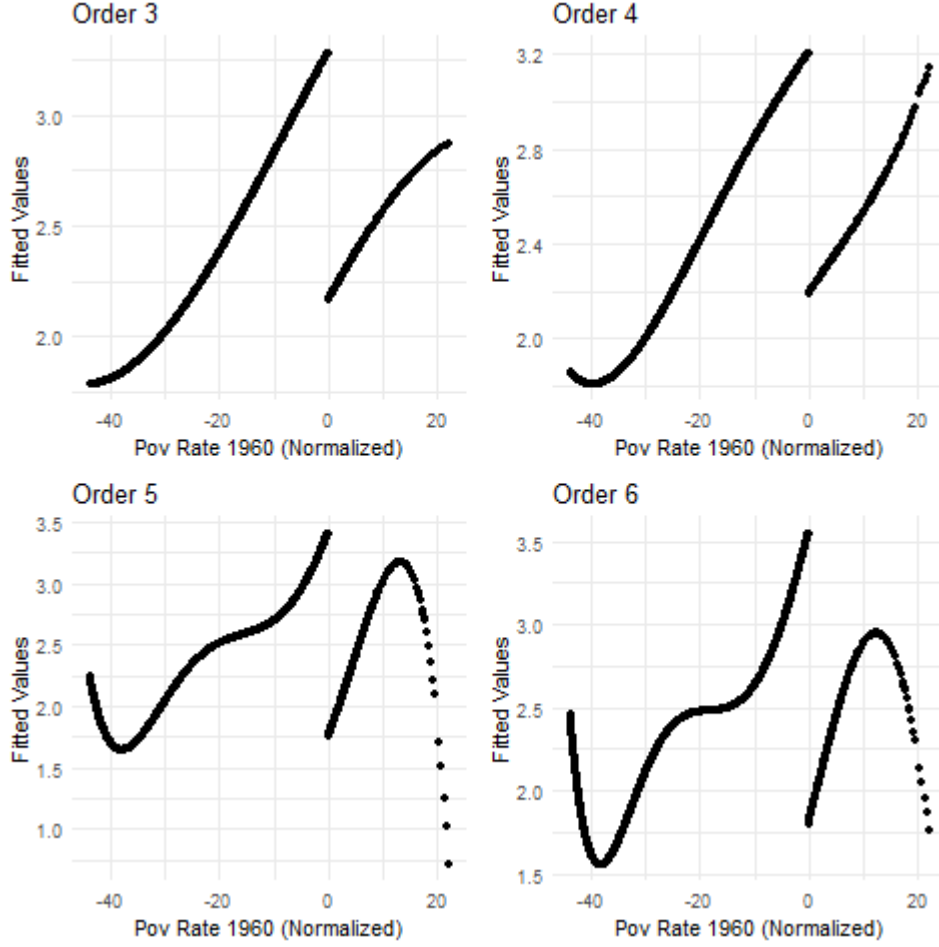 Order 3
Fitted Values
3.0
2.5
2.0
-40
-20
0
20
Pov Rate 1960 (Normalized)
Order 4
Fitted Values
3.2
2.8
2.4
2.0
-40
-20
0
20
Pov Rate 1960 (Normalized)
Order 5
Fitted Values
3.5
3.0
2.5
2.0
1.5
1.0
-40
-20
0
20
Pov Rate 1960 (Normalized)
Order 6
Fitted Values
3.5
3.0
2.5
2.0
1.5
-40
-20
0
20
Pov Rate 1960 (Normalized)